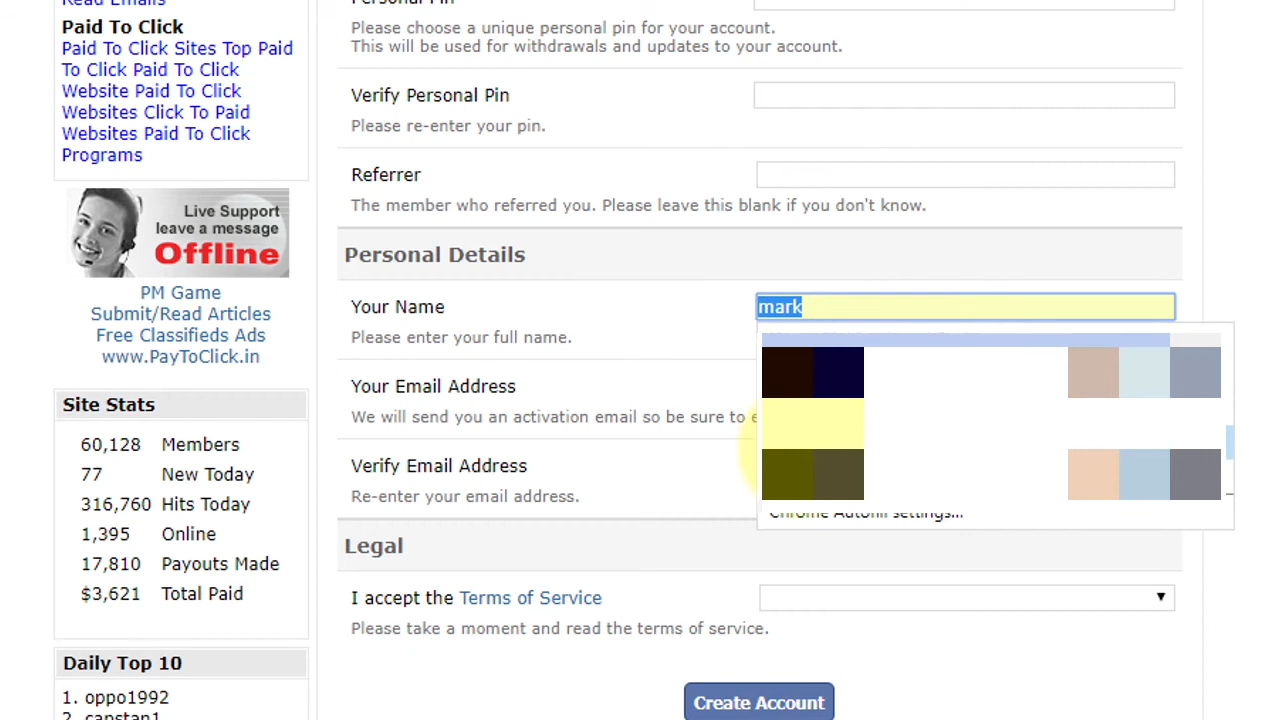 Read Emails
Paid To Click
Paid To Click Sites Top Paid
To Click Paid To Click
Website Paid To Click
Websites Click To Paid
Websites Paid To Click
Programs
Live Support
leave a message
Offline
PM Game
Submit/Read Articles
Free Classifieds Ads
www.PayToClick.in
Site Stats
60,128 Members
77 New Today
316,760 Hits Today
1,395 Online
17,810 Payouts Made
$3,621 Total Paid
Daily Top 10
1. oppo1992
2. capstan1
Personal Pin
Please choose a unique personal pin for your account.
This will be used for withdrawals and updates to your account.
Verify Personal Pin
Please re-enter your pin.
Referrer
The member who referred you. Please leave this blank if you don't know.
Personal Details
Your Name
mark
Please enter your full name.
Your Email Address
We will send you an activation email so be sure to e
Verify Email Address
Re-enter your email address.
Chrome Autofill settings...
Legal
I accept the Terms of Service
Please take a moment and read the terms of service.
Create Account